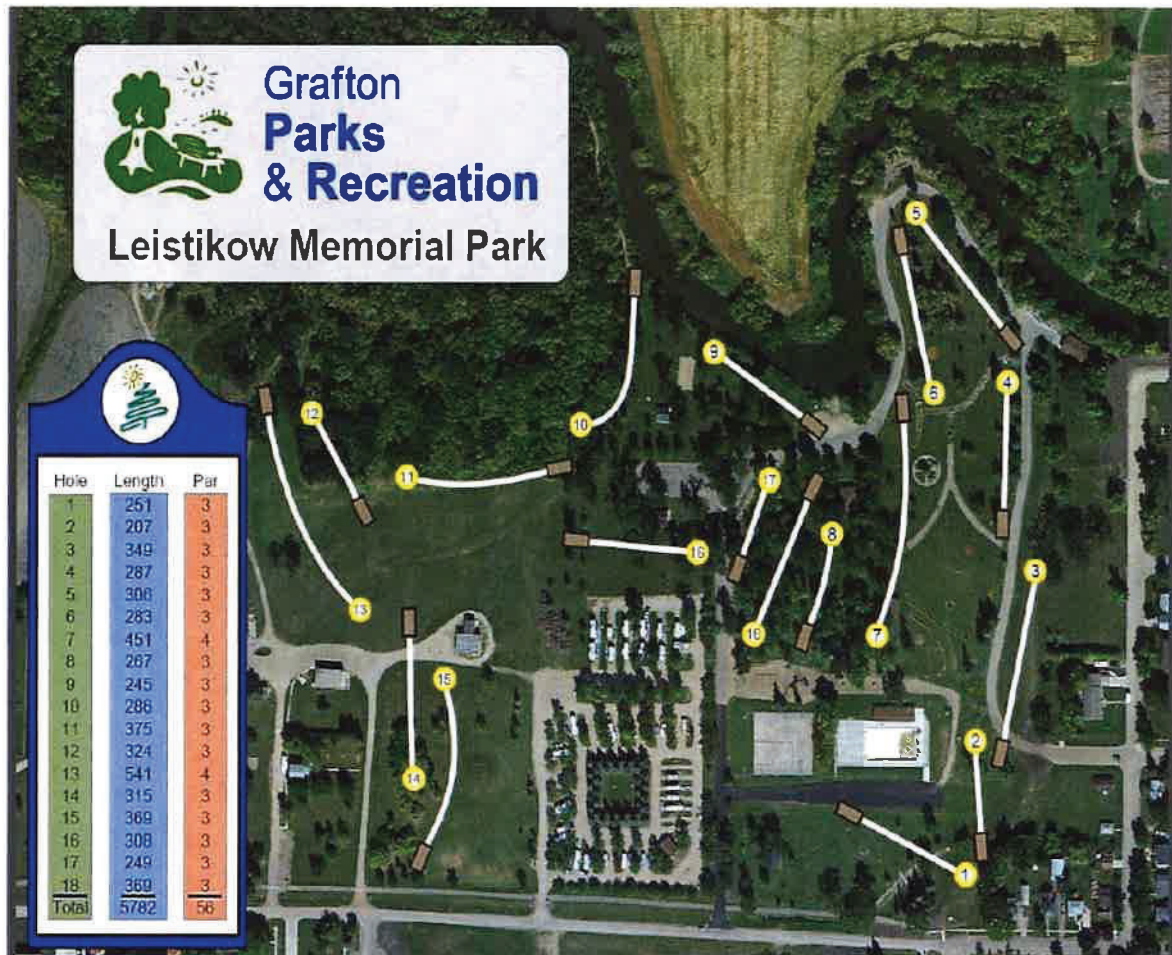 Grafton
Parks
& Recreation
Leistikow Memorial Park
Hole Length Par
1 251 3
2 207 3
3 349 3
4 287 3
5 306 3
6 283 3
7 451 4
8 267 3
9 245 3
10 286 3
11 375 3
12 324 3
13 541 4
14 315 3
15 369 3
16 308 3
17 249 3
18 369 3
Total 5782 56
5
9
4
6
12
10
11
17
8
16
3
13
18
7
15
2
14
1